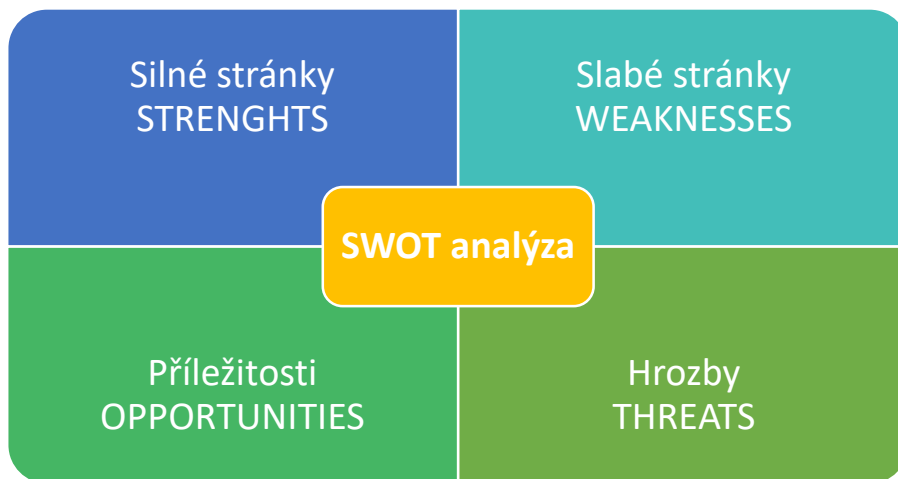 Silné stránky
STRENGHTS
Slabé stránky
WEAKNESSES
SWOT analýza
Příležitosti
OPPORTUNITIES
Hrozby
THREATS